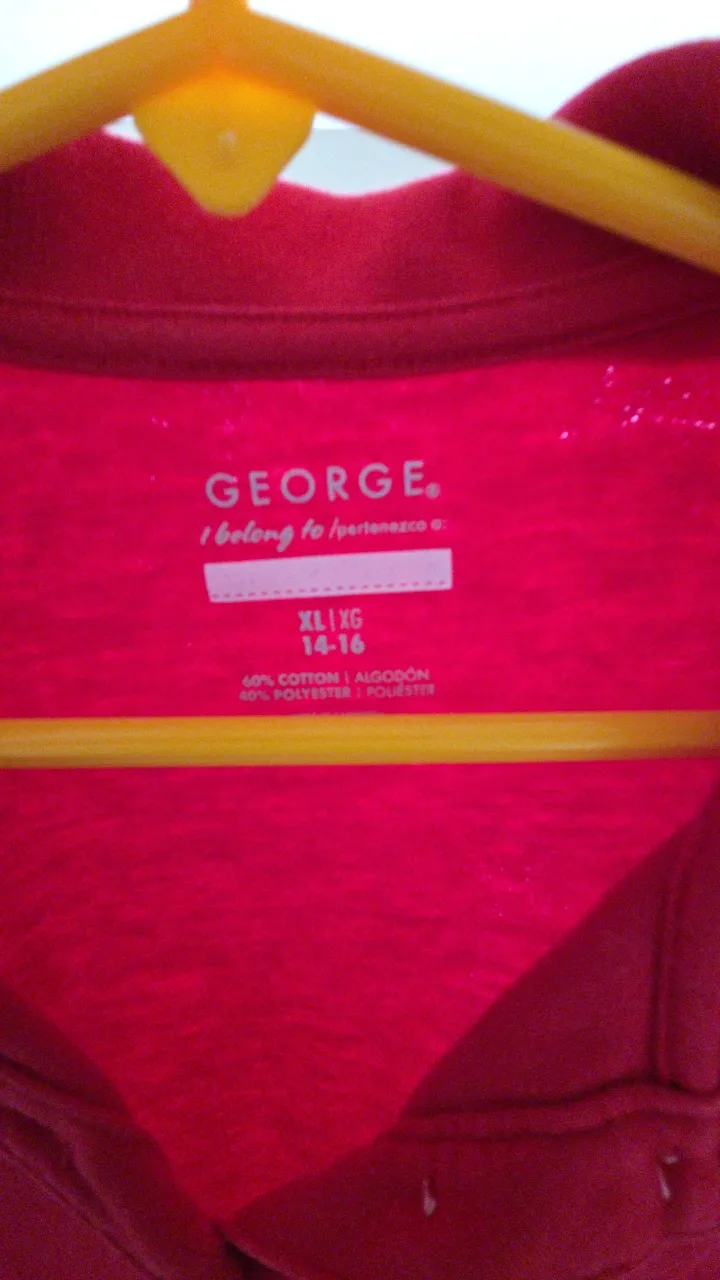 GEORGE®
I belong to / pertenezco a:
XL | XG
14-16
60% COTTON | ALGODÓN
40% POLYESTER | POLIÉSTER